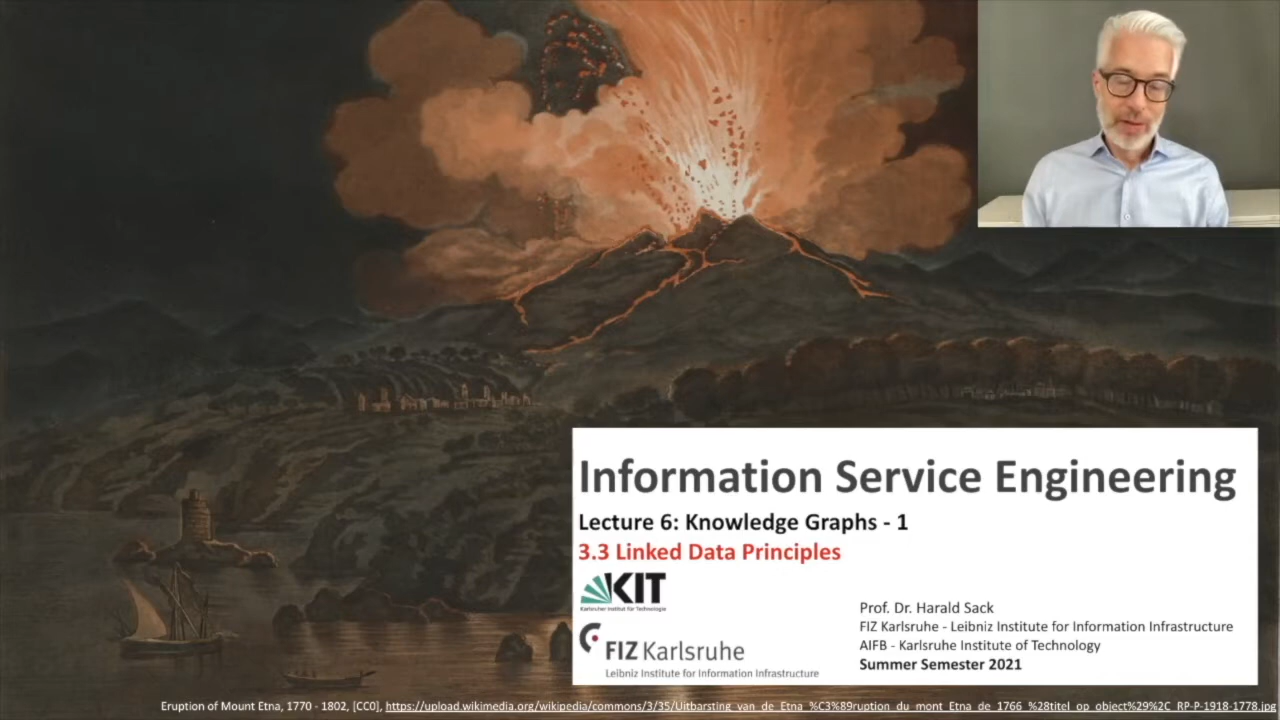 Information Service Engineering
Lecture 6: Knowledge Graphs - 1
3.3 Linked Data Principles
KIT
Karlsruher Institut für Technologie
FIZ Karlsruhe
Leibniz Institute for Information Infrastructure
Prof. Dr. Harald Sack
FIZ Karlsruhe - Leibniz Institute for Information Infrastructure
AIFB - Karlsruhe Institute of Technology
Summer Semester 2021
Eruption of Mount Etna, 1770 - 1802, [CC0], https://upload.wikimedia.org/wikipedia/commons/3/35/Uitbarsting_van_de_Etna_%C3%89ruption_du_mont_Etna_de_1766_%28titel_op_object%29%2C_RP-P-1918-1778.jpg